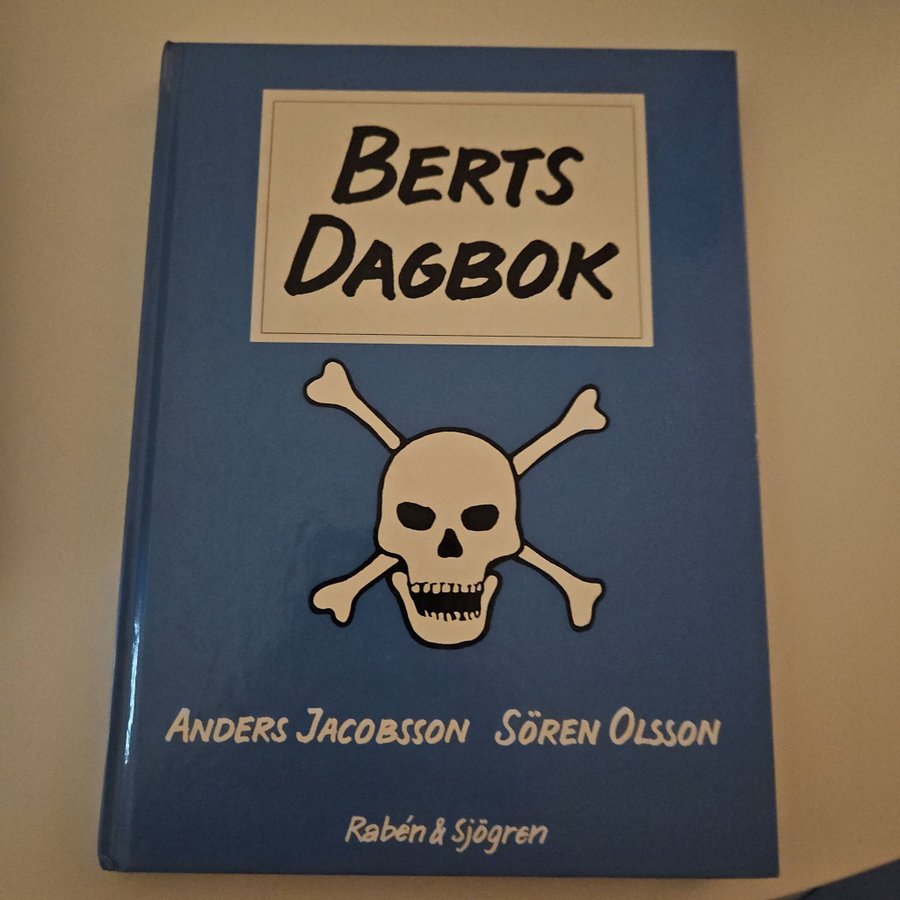 BERTS
DAGBOK
ANDERS JACOBSSON SÖREN OLSSON
Rabén & Sjögren